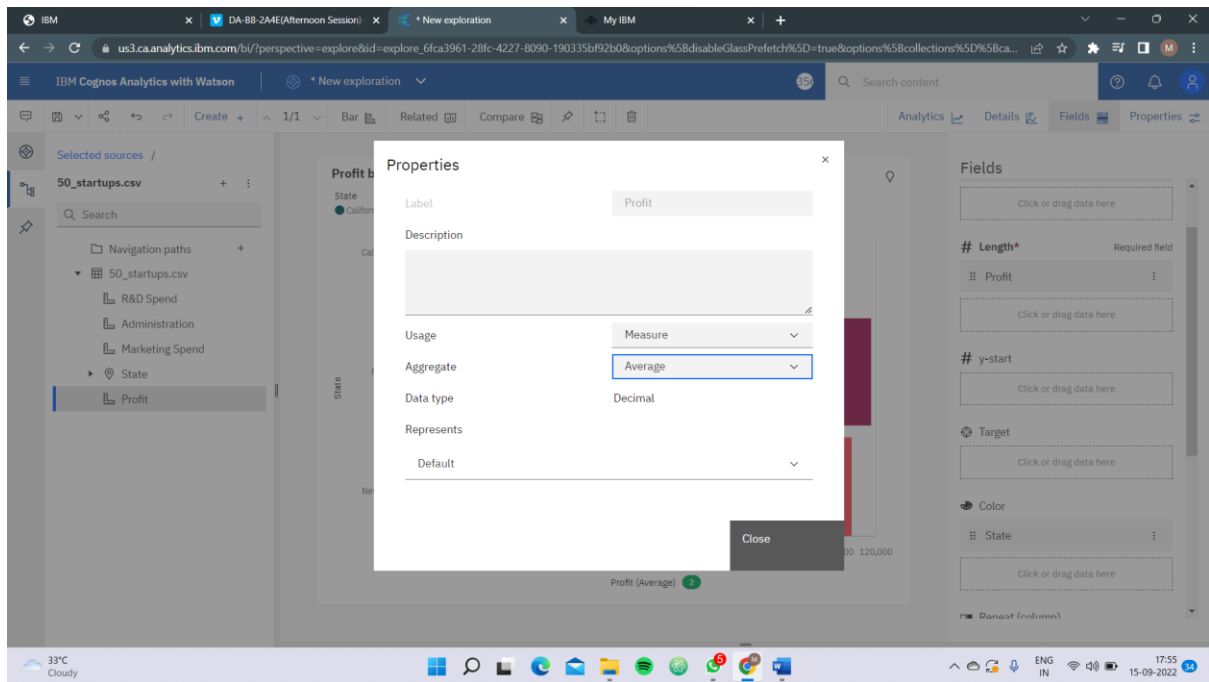 IBM
DA-B8-2A4E(Afternoon Session)
* New exploration
My IBM
us3.ca.analytics.ibm.com/bi/?perspective=explore&id=explore_6fca3961-28fc-4227-8090-190335bf92b0&options%5BdisableGlassPrefetch%5D=true&options%5Bcollections%5D%5Bca...
M
IBM Cognos Analytics with Watson
* New exploration
Search content
Create +
1/1
Bar
Related
Compare
Analytics
Details
Fields
Properties
Selected sources /
50_startups.csv
Search
Navigation paths
50_startups.csv
R&D Spend
Administration
Marketing Spend
State
Profit
Profit b
State
Califor
Cal
State
Ne
120,000
Profit (Average) 2
Properties
Label
Profit
Description
Usage
Measure
Aggregate
Average
Data type
Decimal
Represents
Default
Close
Fields
Click or drag data here
# Length*
Required field
Profit
Click or drag data here
# y-start
Click or drag data here
Target
Click or drag data here
Color
State
Click or drag data here
Repeat (column)
33°C
Cloudy
5
ENG
IN
17:55
15-09-2022
34